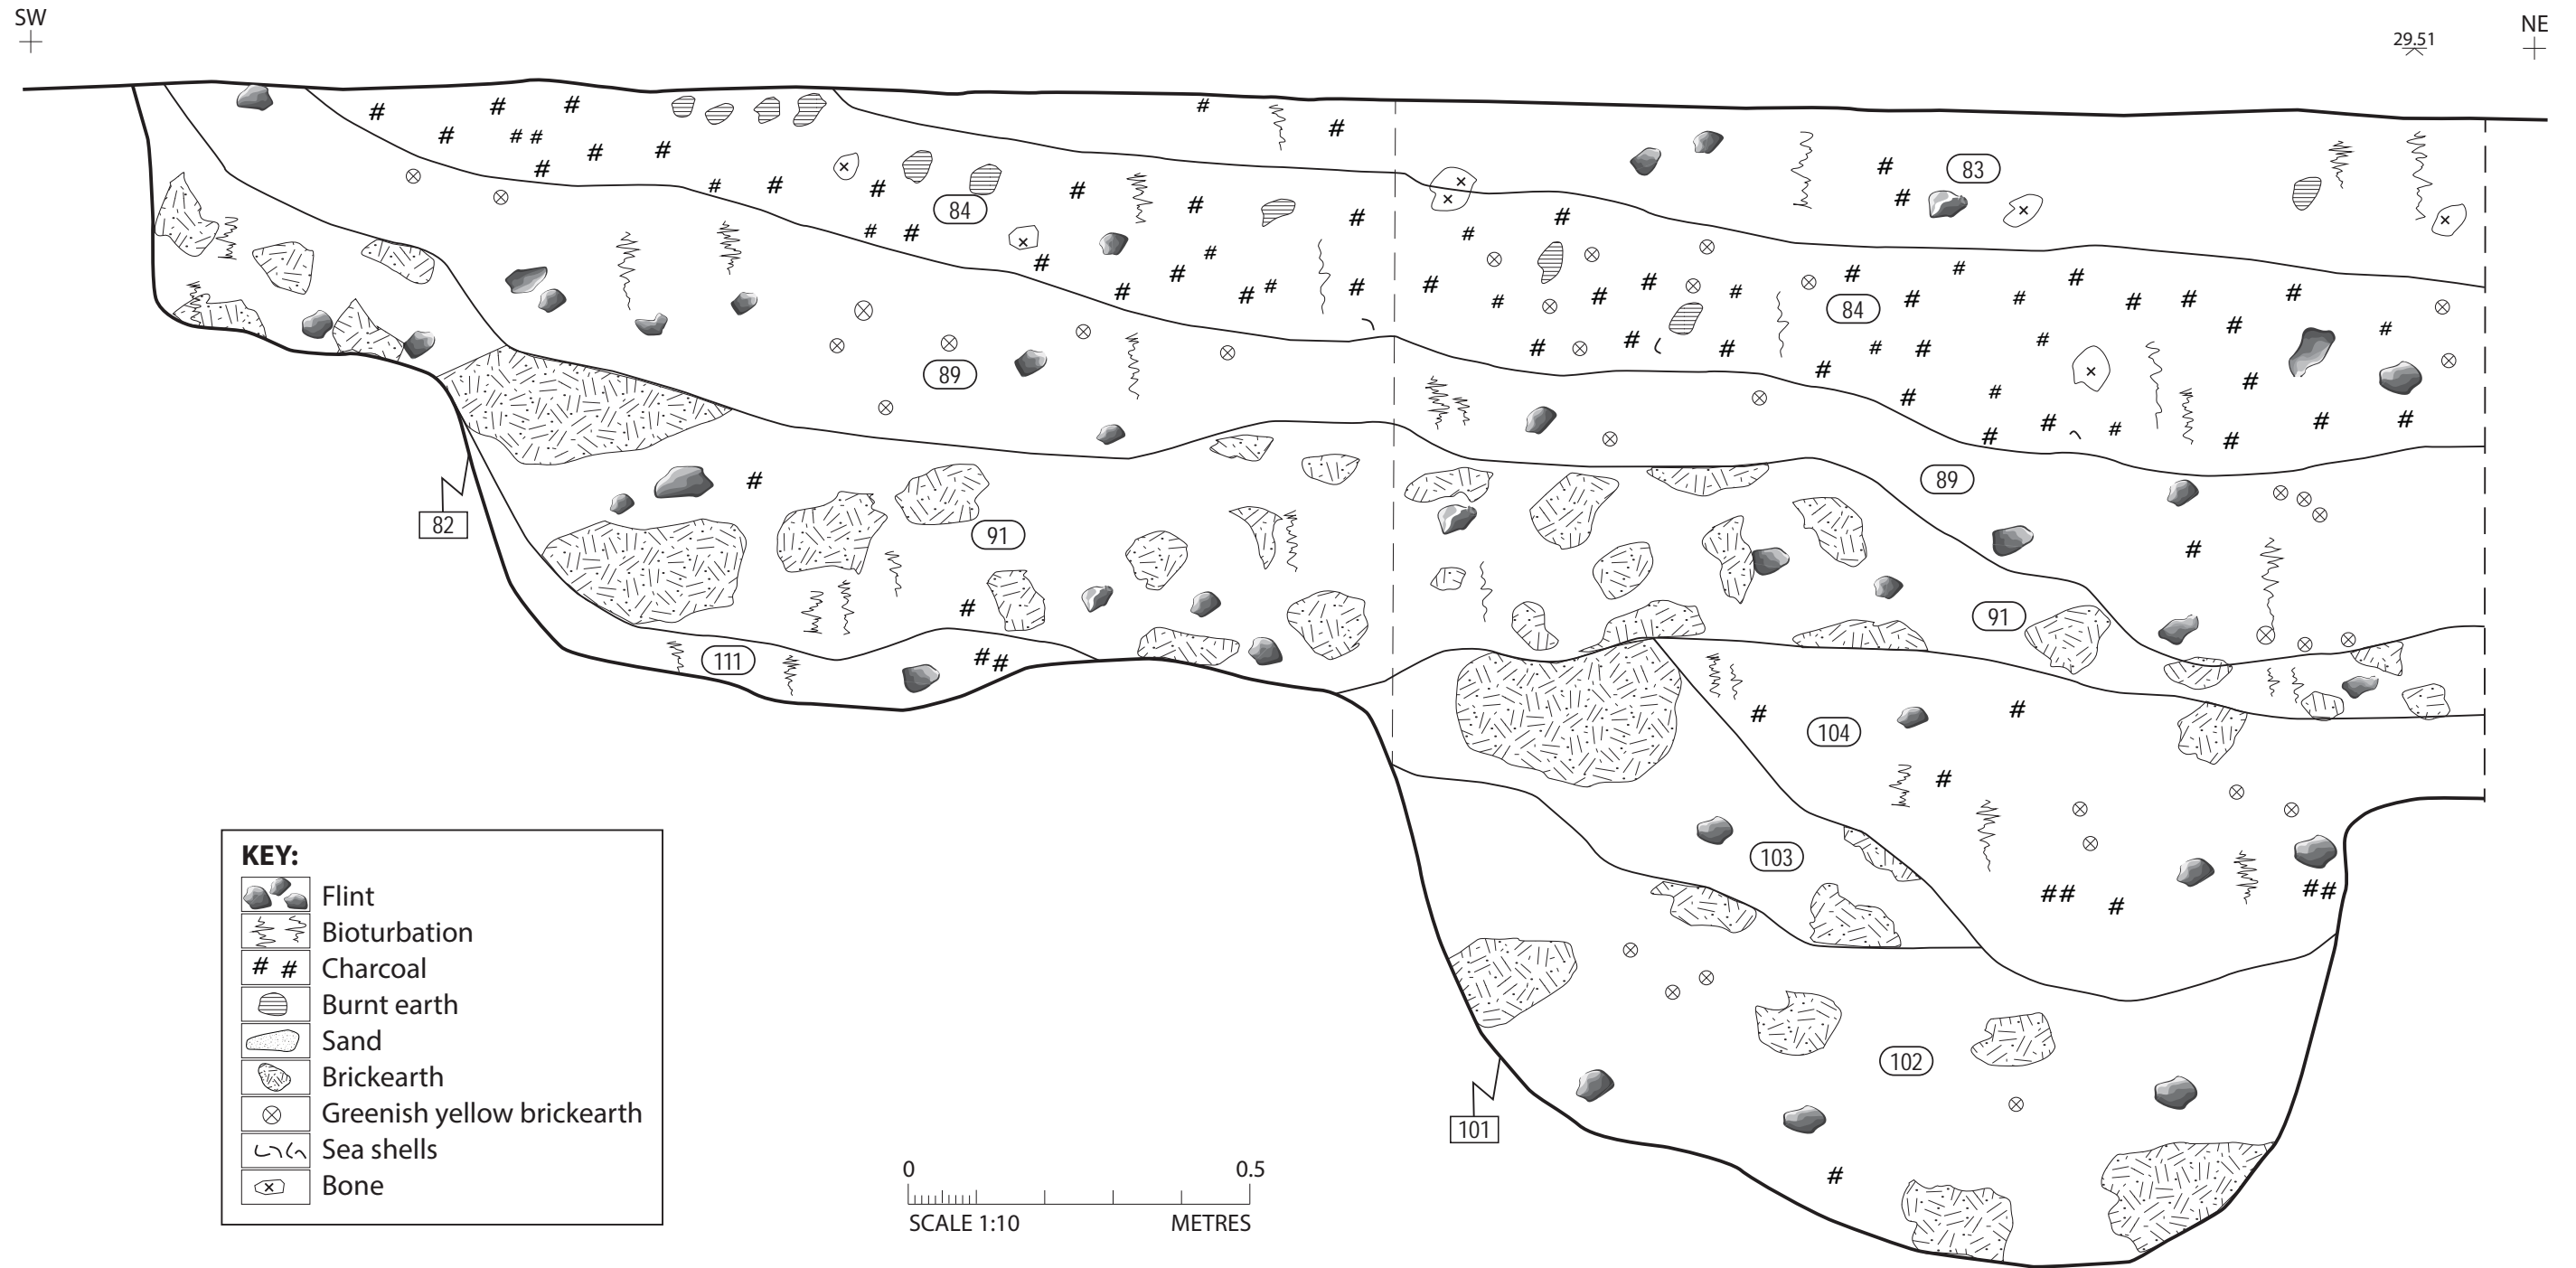 SW
NE
29.51
83
84
84
89
89
82
91
91
111
104
103
102
101
KEY:
Flint
Bioturbation
# # Charcoal
Burnt earth
Sand
Brickearth
Greenish yellow brickearth
Sea shells
Bone
0 0.5
SCALE 1:10 METRES